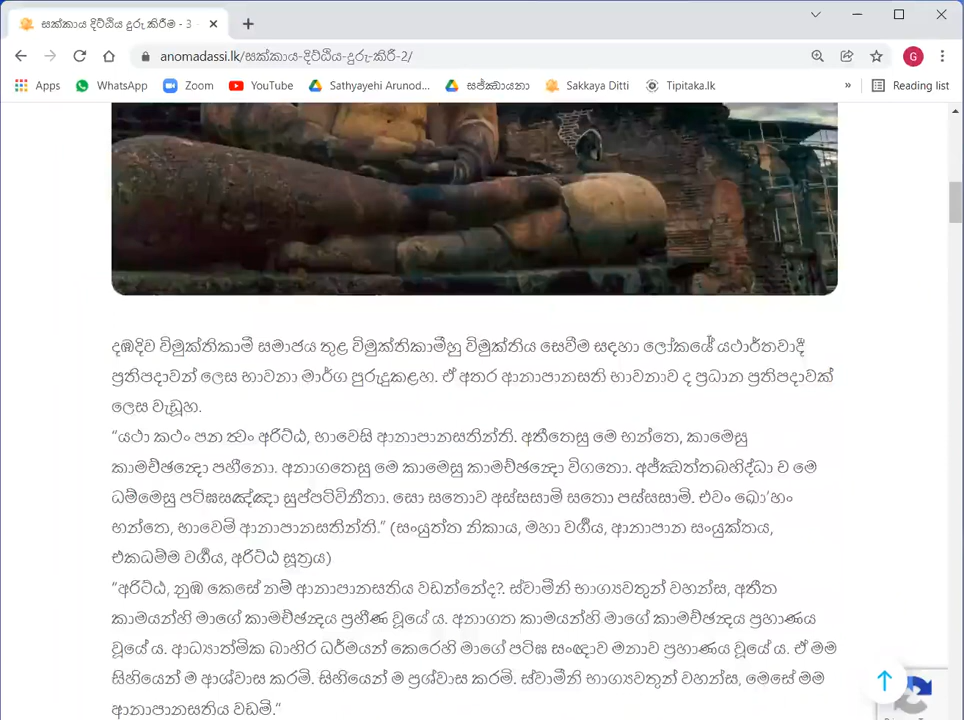 සක්කාය දිට්ඨිය දුරු කිරීම - 3
anomadassi.lk/සක්කාය-දිට්ඨිය-දුරු-කිරී-2/
G
Apps WhatsApp Zoom YouTube Sathyayehi Arunod... සජ්ඣායනා Sakkaya Ditti Tipitaka.lk » Reading list
දඹදිව විමුක්තිකාමී සමාජය තුළ විමුක්තිකාමීහු විමුක්තිය සෙවීම සඳහා ලෝකයේ යථාර්තවාදී
ප්‍රතිපදාවන් ලෙස භාවනා මාර්ග පුරුදුකළහ. ඒ අතර ආනාපානසති භාවනාව ද ප්‍රධාන ප්‍රතිපදාවක්
ලෙස වැඩූහ.
“යථා කථං පන ත්වං අරිට්ඨ, භාවෙසි ආනාපානසතින්ති. අතීතෙසු මෙ භන්තෙ, කාමෙසු
කාමච්ඡන්දො පහීනො. අනාගතෙසු මෙ කාමෙසු කාමච්ඡන්දො විගතො. අජ්ඣත්තබහිද්ධා ච මෙ
ධම්මෙසු පටිඝසඤ්ඤා සුප්පටිවිනීතා. සො සතොව අස්සසාමි සතො පස්සසාමි. එවං ඛො’හං
භන්තෙ, භාවෙමි ආනාපානසතින්ති.” (සංයුත්ත නිකාය, මහා වර්‍ගය, ආනාපාන සංයුක්තය,
ඒකධම්ම වර්‍ගය, අරිට්ඨ සූත්‍රය)
“අරිට්ඨ, නුඹ කෙසේ නම් ආනාපානසතිය වඩන්නේද?. ස්වාමීනි භාග්‍යවතුන් වහන්ස, අතීත
කාමයන්හි මාගේ කාමච්ඡන්දය ප්‍රහීණ වූයේ ය. අනාගත කාමයන්හි මාගේ කාමච්ඡන්දය ප්‍රහාණය
වූයේ ය. ආධ්‍යාත්මික බාහිර ධර්මයන් කෙරෙහි මාගේ පටිඝ සංඥාව මනාව ප්‍රහාණය වූයේ ය. ඒ මම
සිහියෙන් ම ආශ්වාස කරමි. සිහියෙන් ම ප්‍රශ්වාස කරමි. ස්වාමීනි භාග්‍යවතුන් වහන්ස, මෙසේ මම
ආනාපානසතිය වඩමි.”